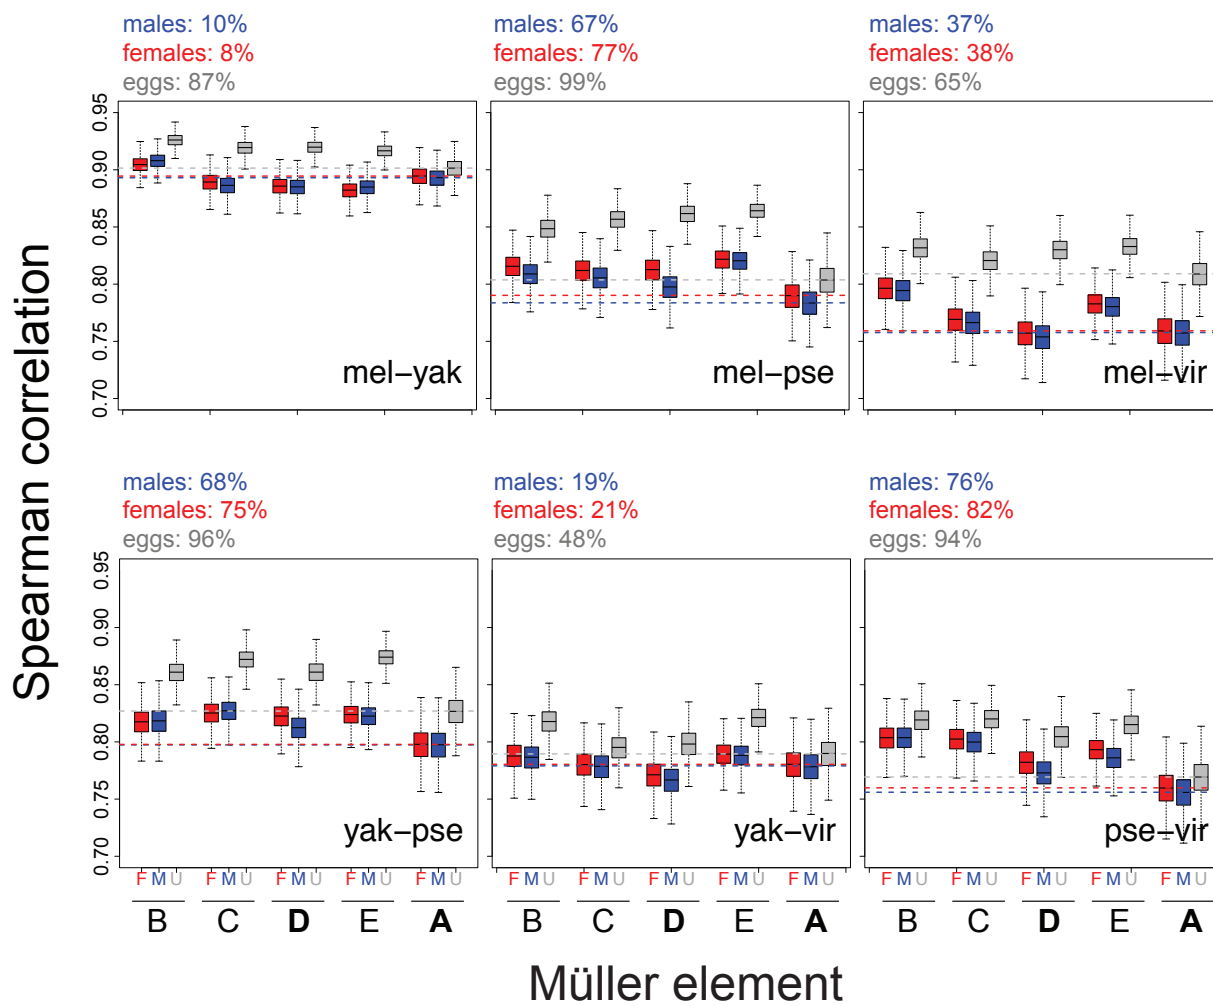 males: 10%
females: 8%
eggs: 87%
males: 67%
females: 77%
eggs: 99%
males: 37%
females: 38%
eggs: 65%
Spearman correlation
0.95
0.90
0.85
0.80
0.75
0.70
mel–yak
mel–pse
mel–vir
males: 68%
females: 75%
eggs: 96%
males: 19%
females: 21%
eggs: 48%
males: 76%
females: 82%
eggs: 94%
0.95
0.90
0.85
0.80
0.75
0.70
yak–pse
yak–vir
pse–vir
F M U F M U F M U F M U F M U
F M U F M U F M U F M U F M U
F M U F M U F M U F M U F M U
B C D E A
B C D E A
B C D E A
Müller element